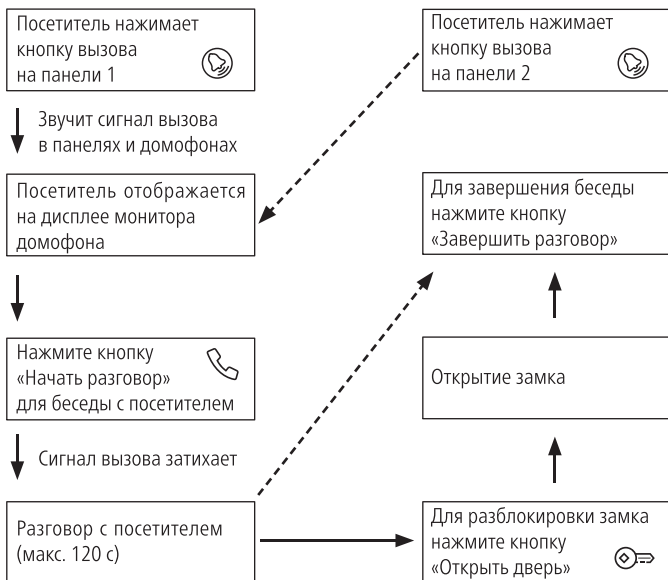 Посетитель нажимает
кнопку вызова
на панели 1
Звучит сигнал вызова
в панелях и домофонах
Посетитель отображается
на дисплее монитора
домофона
Нажмите кнопку
«Начать разговор»
для беседы с посетителем
Сигнал вызова затихает
Разговор с посетителем
(макс. 120 с)
Посетитель нажимает
кнопку вызова
на панели 2
Для завершения беседы
нажмите кнопку
«Завершить разговор»
Открытие замка
Для разблокировки замка
нажмите кнопку
«Открыть дверь»